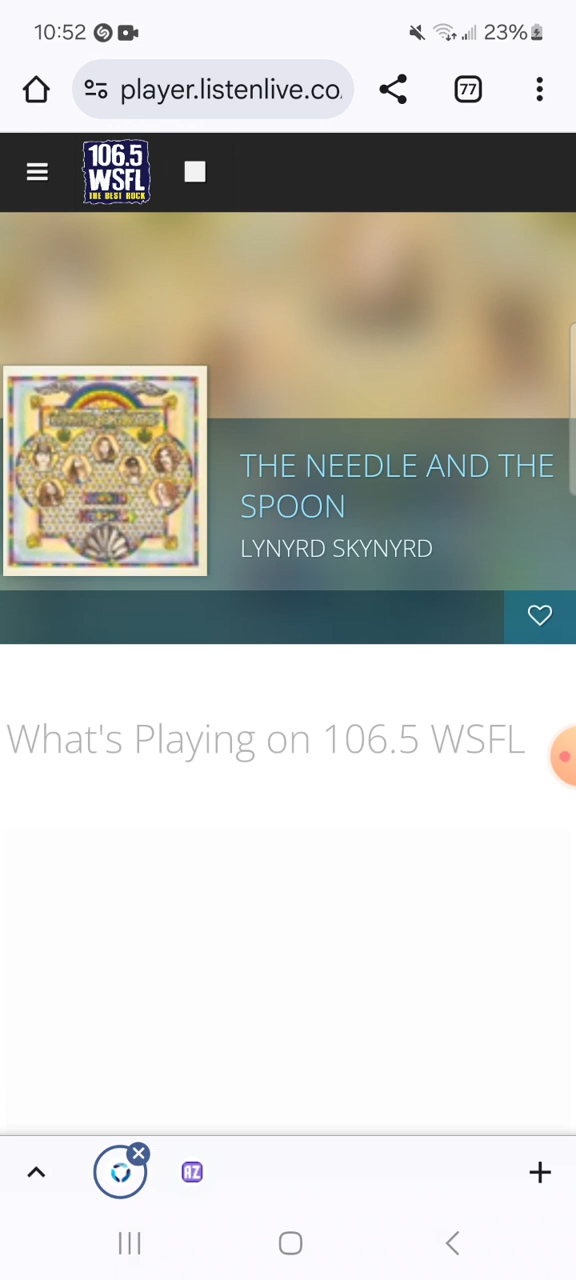 10:52
23%
player.listenlive.co
77
106.5
WSFL
THE BEST ROCK
THE NEEDLE AND THE
SPOON
LYNYRD SKYNYRD
What's Playing on 106.5 WSFL
AZ